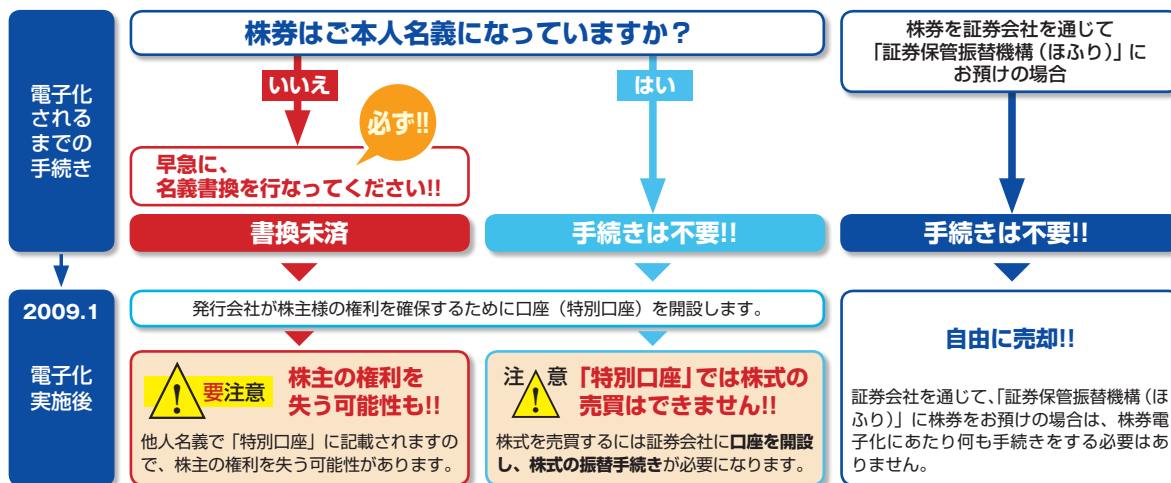 電子化
される
までの
手続き
株券はご本人名義になっていますか？
いいえ
はい
必ず!!
早急に、
名義書換を行なってください!!
書換未済
手続きは不要!!
株券を証券会社を通じて
「証券保管振替機構（ほふり）」に
お預けの場合
手続きは不要!!
2009.1
電子化
実施後
発行会社が株主様の権利を確保するために口座（特別口座）を開設します。
! 要注意
株主の権利を
失う可能性も!!
他人名義で「特別口座」に記載されますの
で、株主の権利を失う可能性があります。
注 ! 意
「特別口座」では株式の
売買はできません!!
株式を売買するには証券会社に口座を開設
し、株式の振替手続きが必要になります。
自由に売却!!
証券会社を通じて、「証券保管振替機構（ほ
ふり）」に株券をお預けの場合は、株券電
子化にあたり何も手続きをする必要はあ
りません。